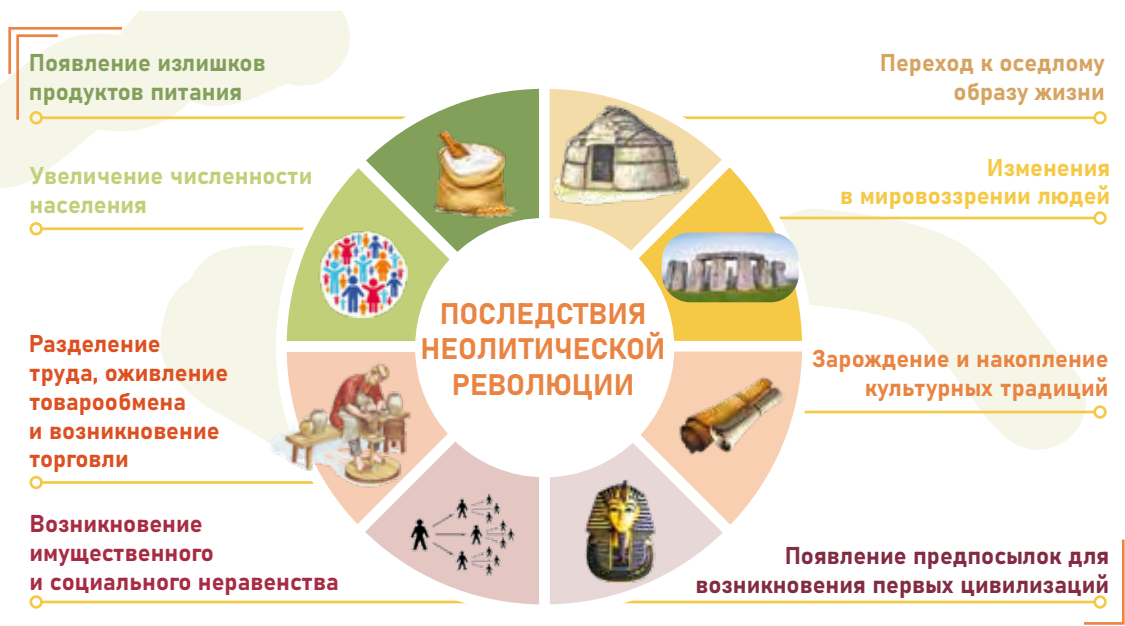 Появление излишков
продуктов питания
Увеличение численности
населения
Разделение
труда, оживление
товарообмена
и возникновение
торговли
Возникновение
имущественного
и социального неравенства
ПОСЛЕДСТВИЯ
НЕОЛИТИЧЕСКОЙ
РЕВОЛЮЦИИ
Переход к оседлому
образу жизни
Изменения
в мировоззрении людей
Зарождение и накопление
культурных традиций
Появление предпосылок для
возникновения первых цивилизаций